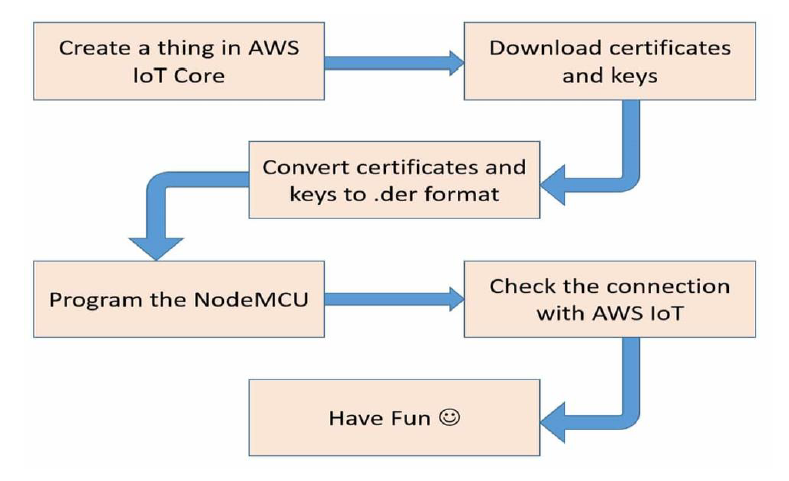 Create a thing in AWS
IoT Core
Download certificates
and keys
Convert certificates and
keys to .der format
Program the NodeMCU
Check the connection
with AWS IoT
Have Fun ☺